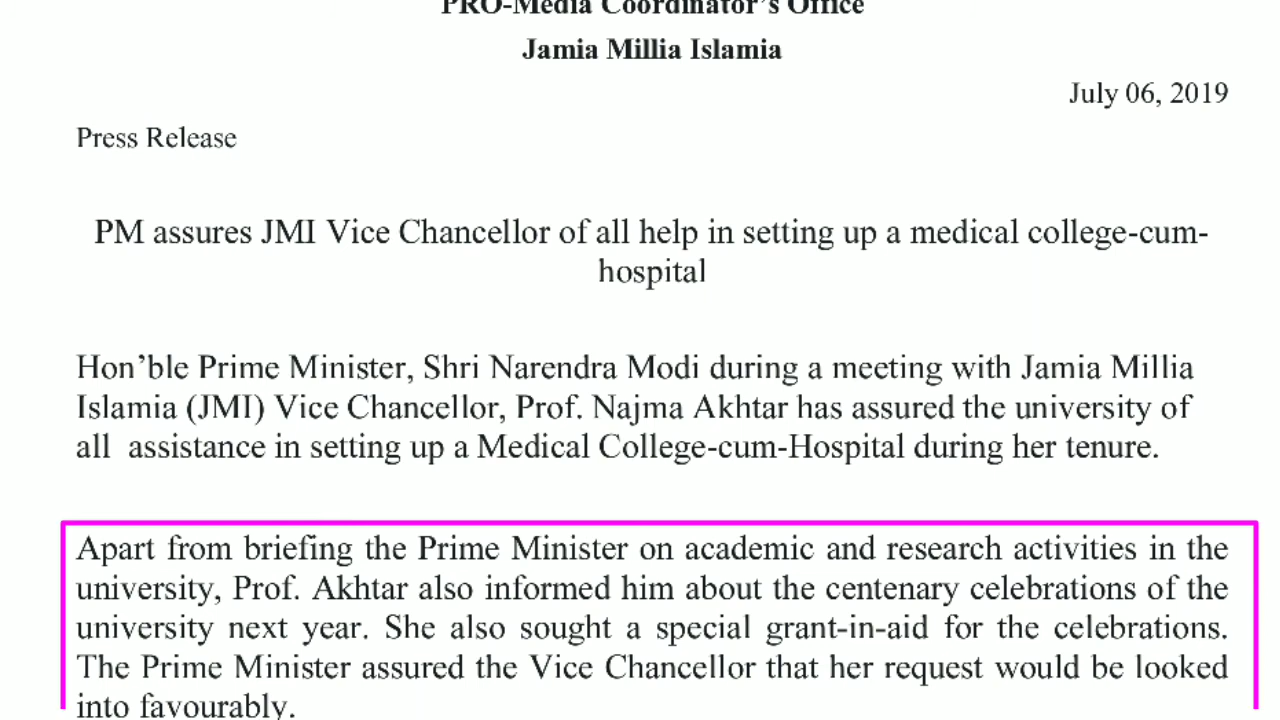 PRO-Media Coordinator's Office
Jamia Millia Islamia
July 06, 2019
Press Release
PM assures JMI Vice Chancellor of all help in setting up a medical college-cum-
hospital
Hon'ble Prime Minister, Shri Narendra Modi during a meeting with Jamia Millia
Islamia (JMI) Vice Chancellor, Prof. Najma Akhtar has assured the university of
all  assistance in setting up a Medical College-cum-Hospital during her tenure.
Apart from briefing the Prime Minister on academic and research activities in the
university, Prof. Akhtar also informed him about the centenary celebrations of the
university next year. She also sought a special grant-in-aid for the celebrations.
The Prime Minister assured the Vice Chancellor that her request would be looked
into favourably.